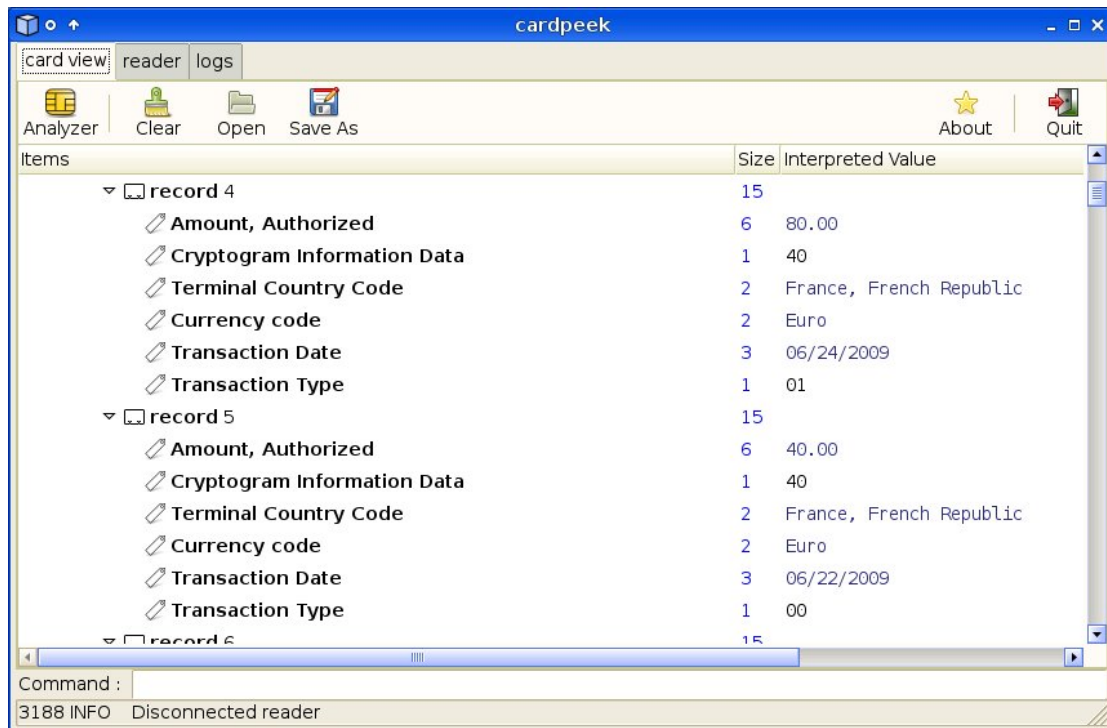 cardpeek
card view reader logs
Analyzer Clear Open Save As About Quit
Items Size Interpreted Value
record 4 15
Amount, Authorized 6 80.00
Cryptogram Information Data 1 40
Terminal Country Code 2 France, French Republic
Currency code 2 Euro
Transaction Date 3 06/24/2009
Transaction Type 1 01
record 5 15
Amount, Authorized 6 40.00
Cryptogram Information Data 1 40
Terminal Country Code 2 France, French Republic
Currency code 2 Euro
Transaction Date 3 06/22/2009
Transaction Type 1 00
record 6 15
Command :
3188 INFO Disconnected reader